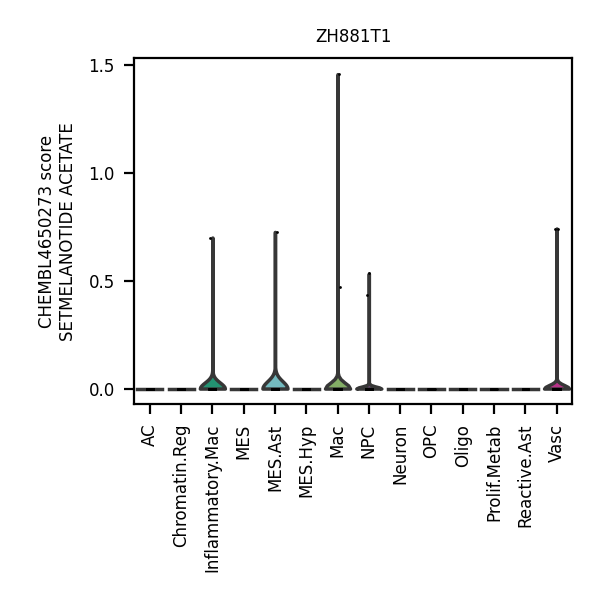 ZH881T1
CHEMBL4650273 score
SETMELANOTIDE ACETATE
1.5
1.0
0.5
0.0
AC
Chromatin.Reg
Inflammatory.Mac
MES
MES.Ast
MES.Hyp
Mac
NPC
Neuron
OPC
Oligo
Prolif.Metab
Reactive.Ast
Vasc